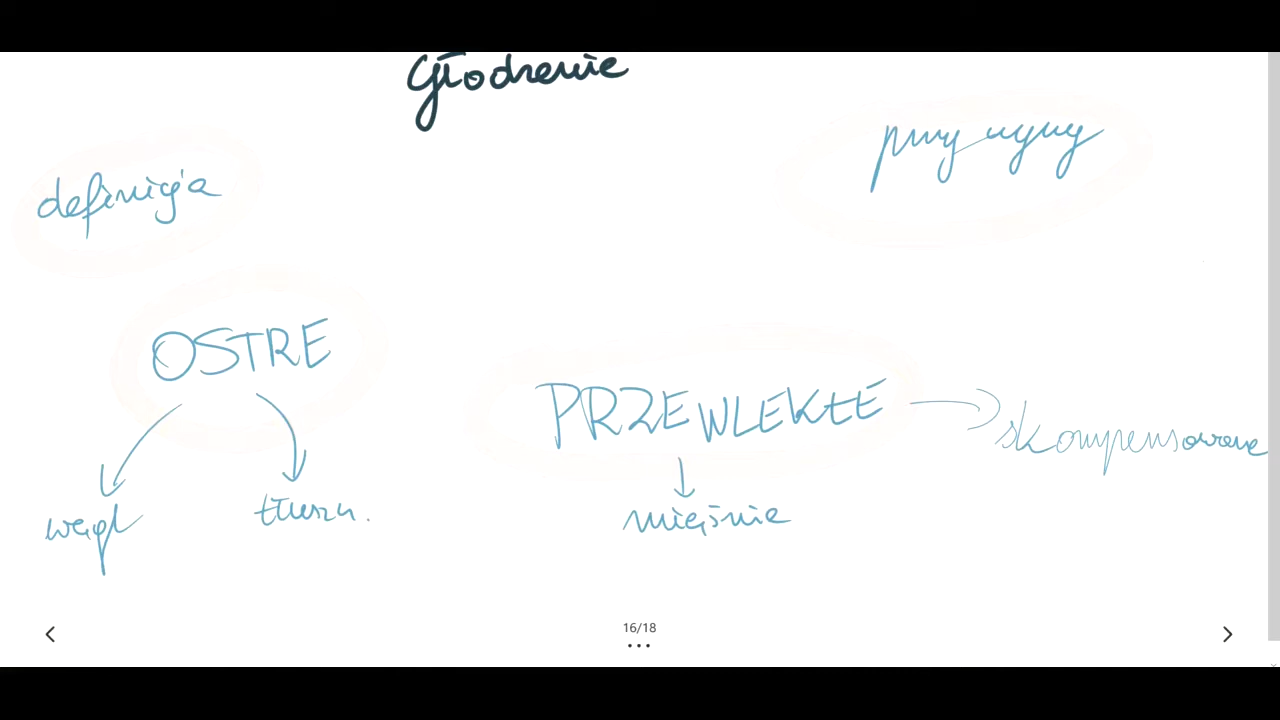 Głodzenie
przyczyny
definicja
OSTRE
PRZEWLEKŁE
skompensowane
węgl
tłuszcz.
mięśnie
16/18